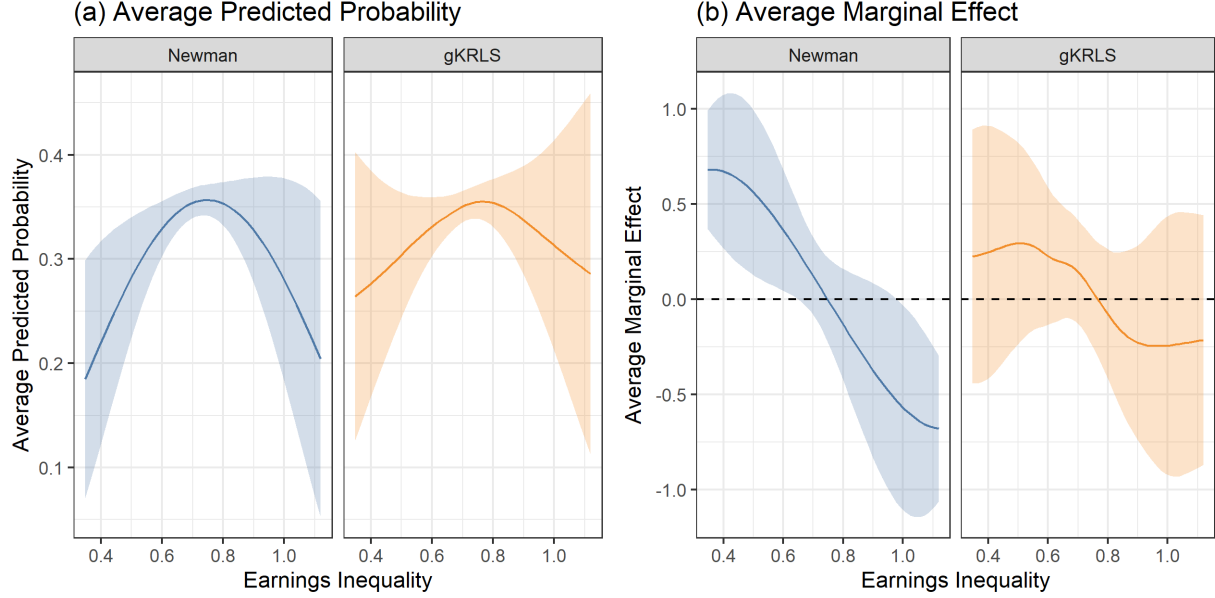 (a) Average Predicted Probability
Newman
gKRLS
Average Predicted Probability
0.4
0.3
0.2
0.1
0.4 0.6 0.8 1.0
0.4 0.6 0.8 1.0
Earnings Inequality
(b) Average Marginal Effect
Newman
gKRLS
Average Marginal Effect
1.0
0.5
0.0
-0.5
-1.0
0.4 0.6 0.8 1.0
0.4 0.6 0.8 1.0
Earnings Inequality